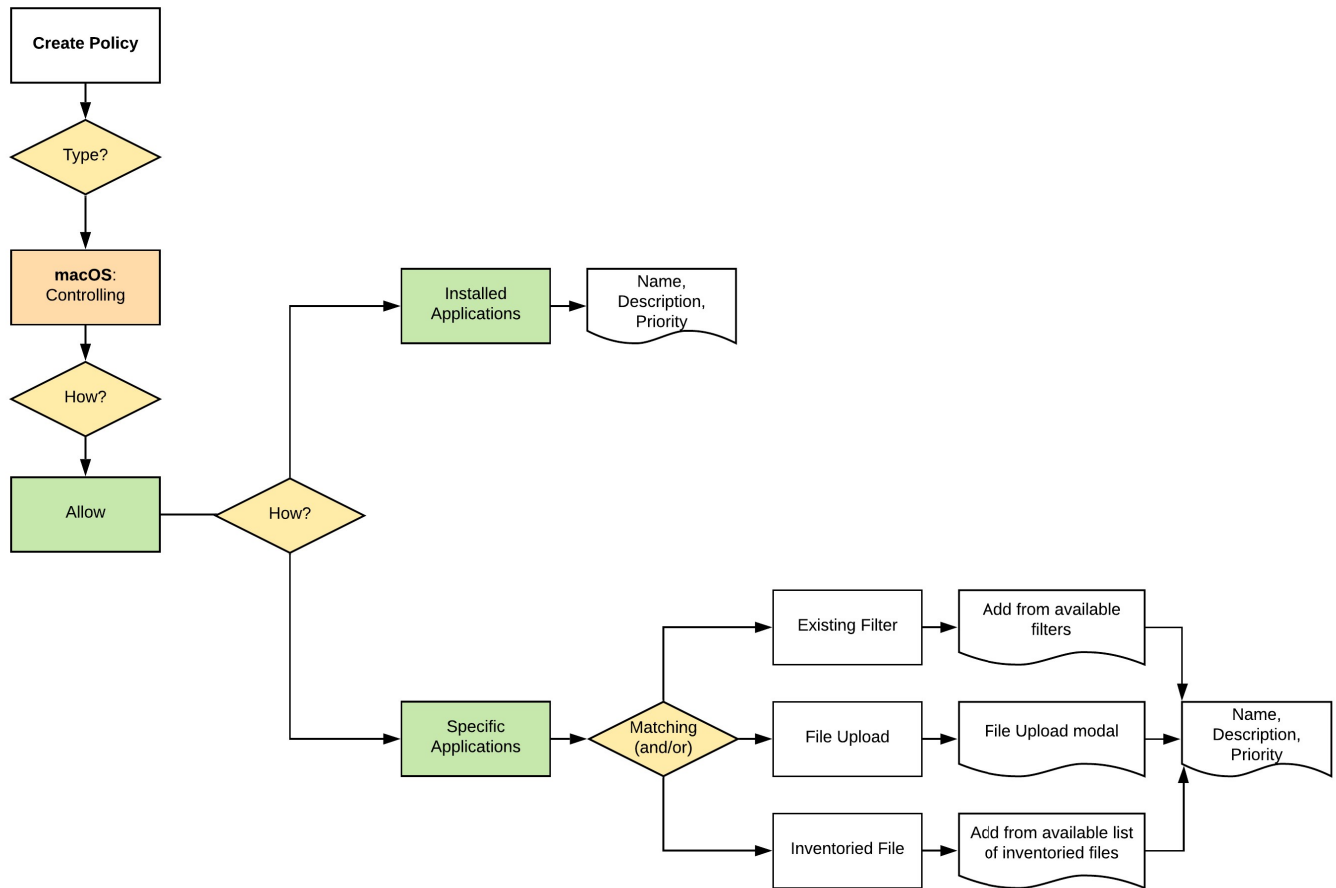 Create Policy
Type?
macOS:
Controlling
How?
Allow
How?
Installed
Applications
Name,
Description,
Priority
Specific
Applications
Matching
(and/or)
Existing Filter
Add from available
filters
File Upload
File Upload modal
Inventoried File
Add from available list
of inventoried files
Name,
Description,
Priority